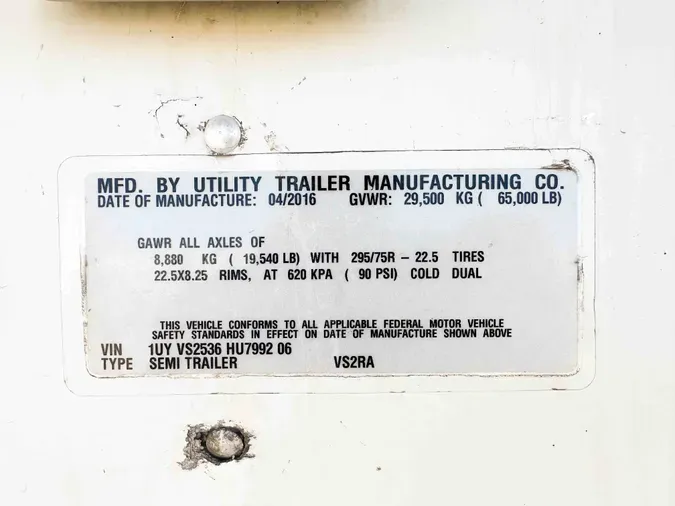 MFD. BY UTILITY TRAILER MANUFACTURING CO.
DATE OF MANUFACTURE: 04/2016 GVWR: 29,500 KG ( 65,000 LB)
GAWR ALL AXLES OF
8,880 KG ( 19,540 LB) WITH 295/75R - 22.5 TIRES
22.5X8.25 RIMS, AT 620 KPA ( 90 PSI) COLD DUAL
THIS VEHICLE CONFORMS TO ALL APPLICABLE FEDERAL MOTOR VEHICLE
SAFETY STANDARDS IN EFFECT ON DATE OF MANUFACTURE SHOWN ABOVE
VIN 1UY VS2536 HU7992 06
TYPE SEMI TRAILER VS2RA